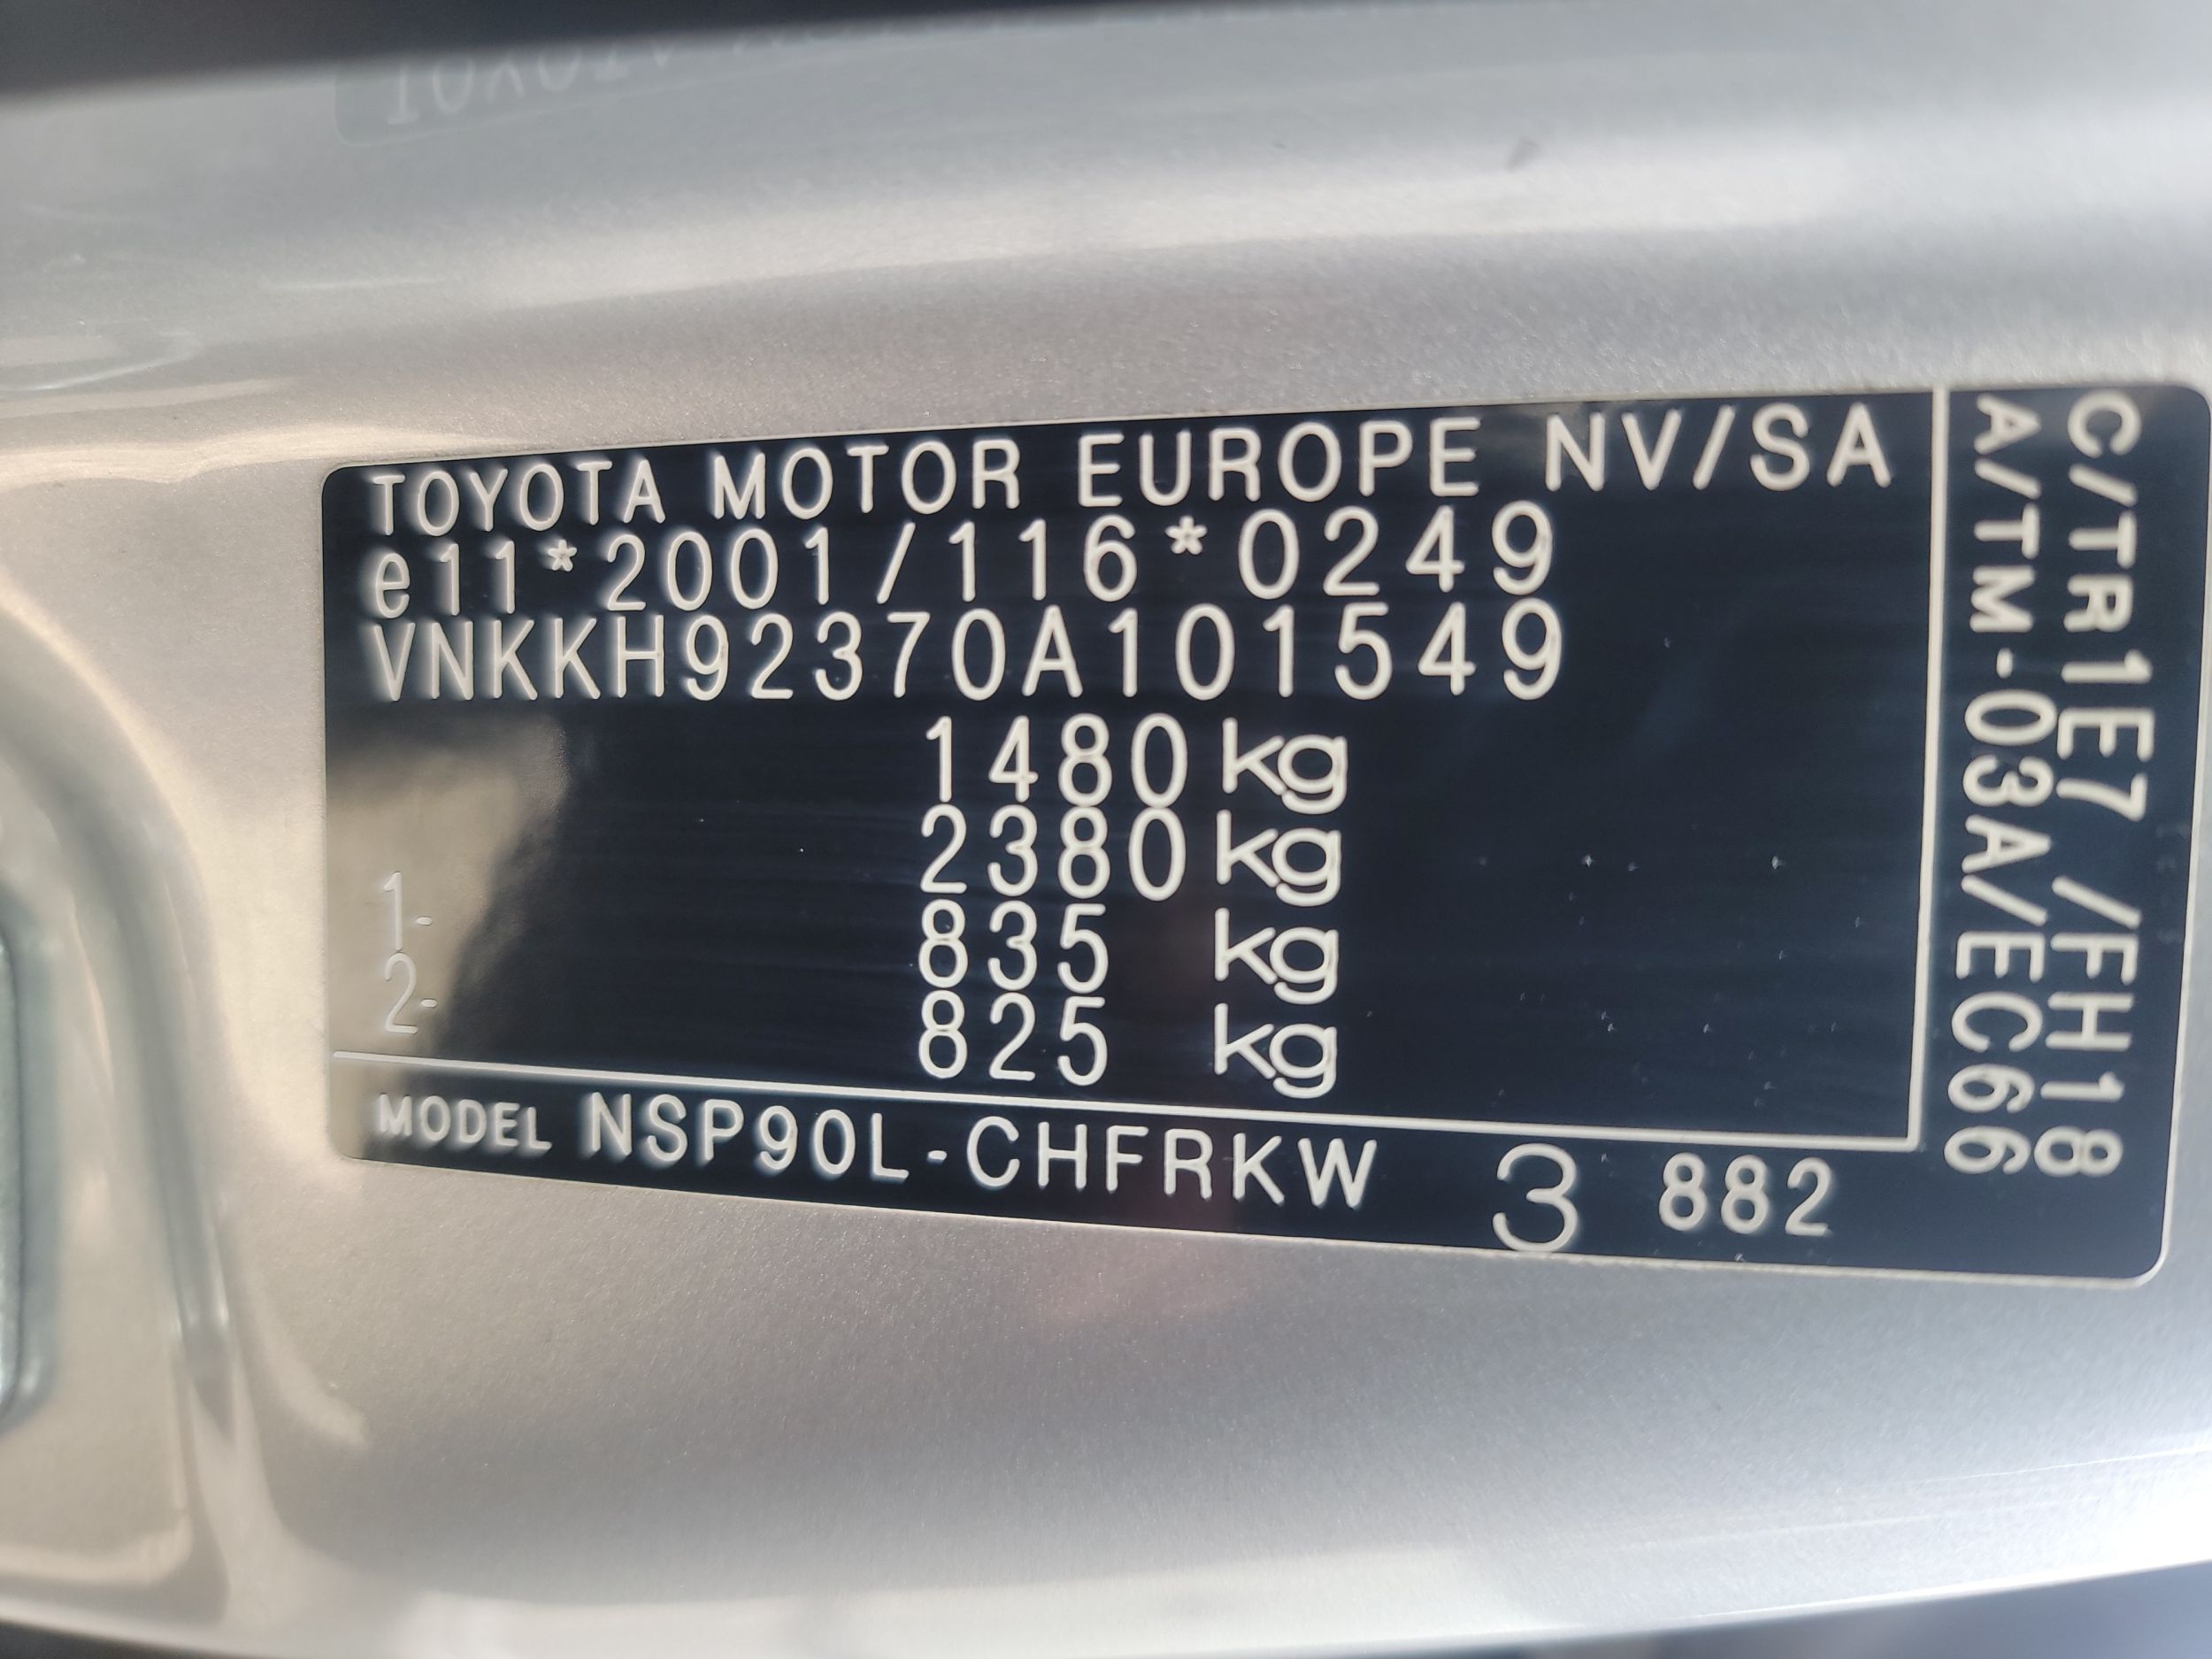 TOYOTA
TOYOTA MOTOR EUROPE NV/SA
e11*2001/116*0249
VNKKH92370A101549
1480 kg
2380 kg
1- 835 kg
2- 825 kg
MODEL NSP90L-CHFRKW 3 882
C/TR1E7 /FH18
A/TM-03A/EC66